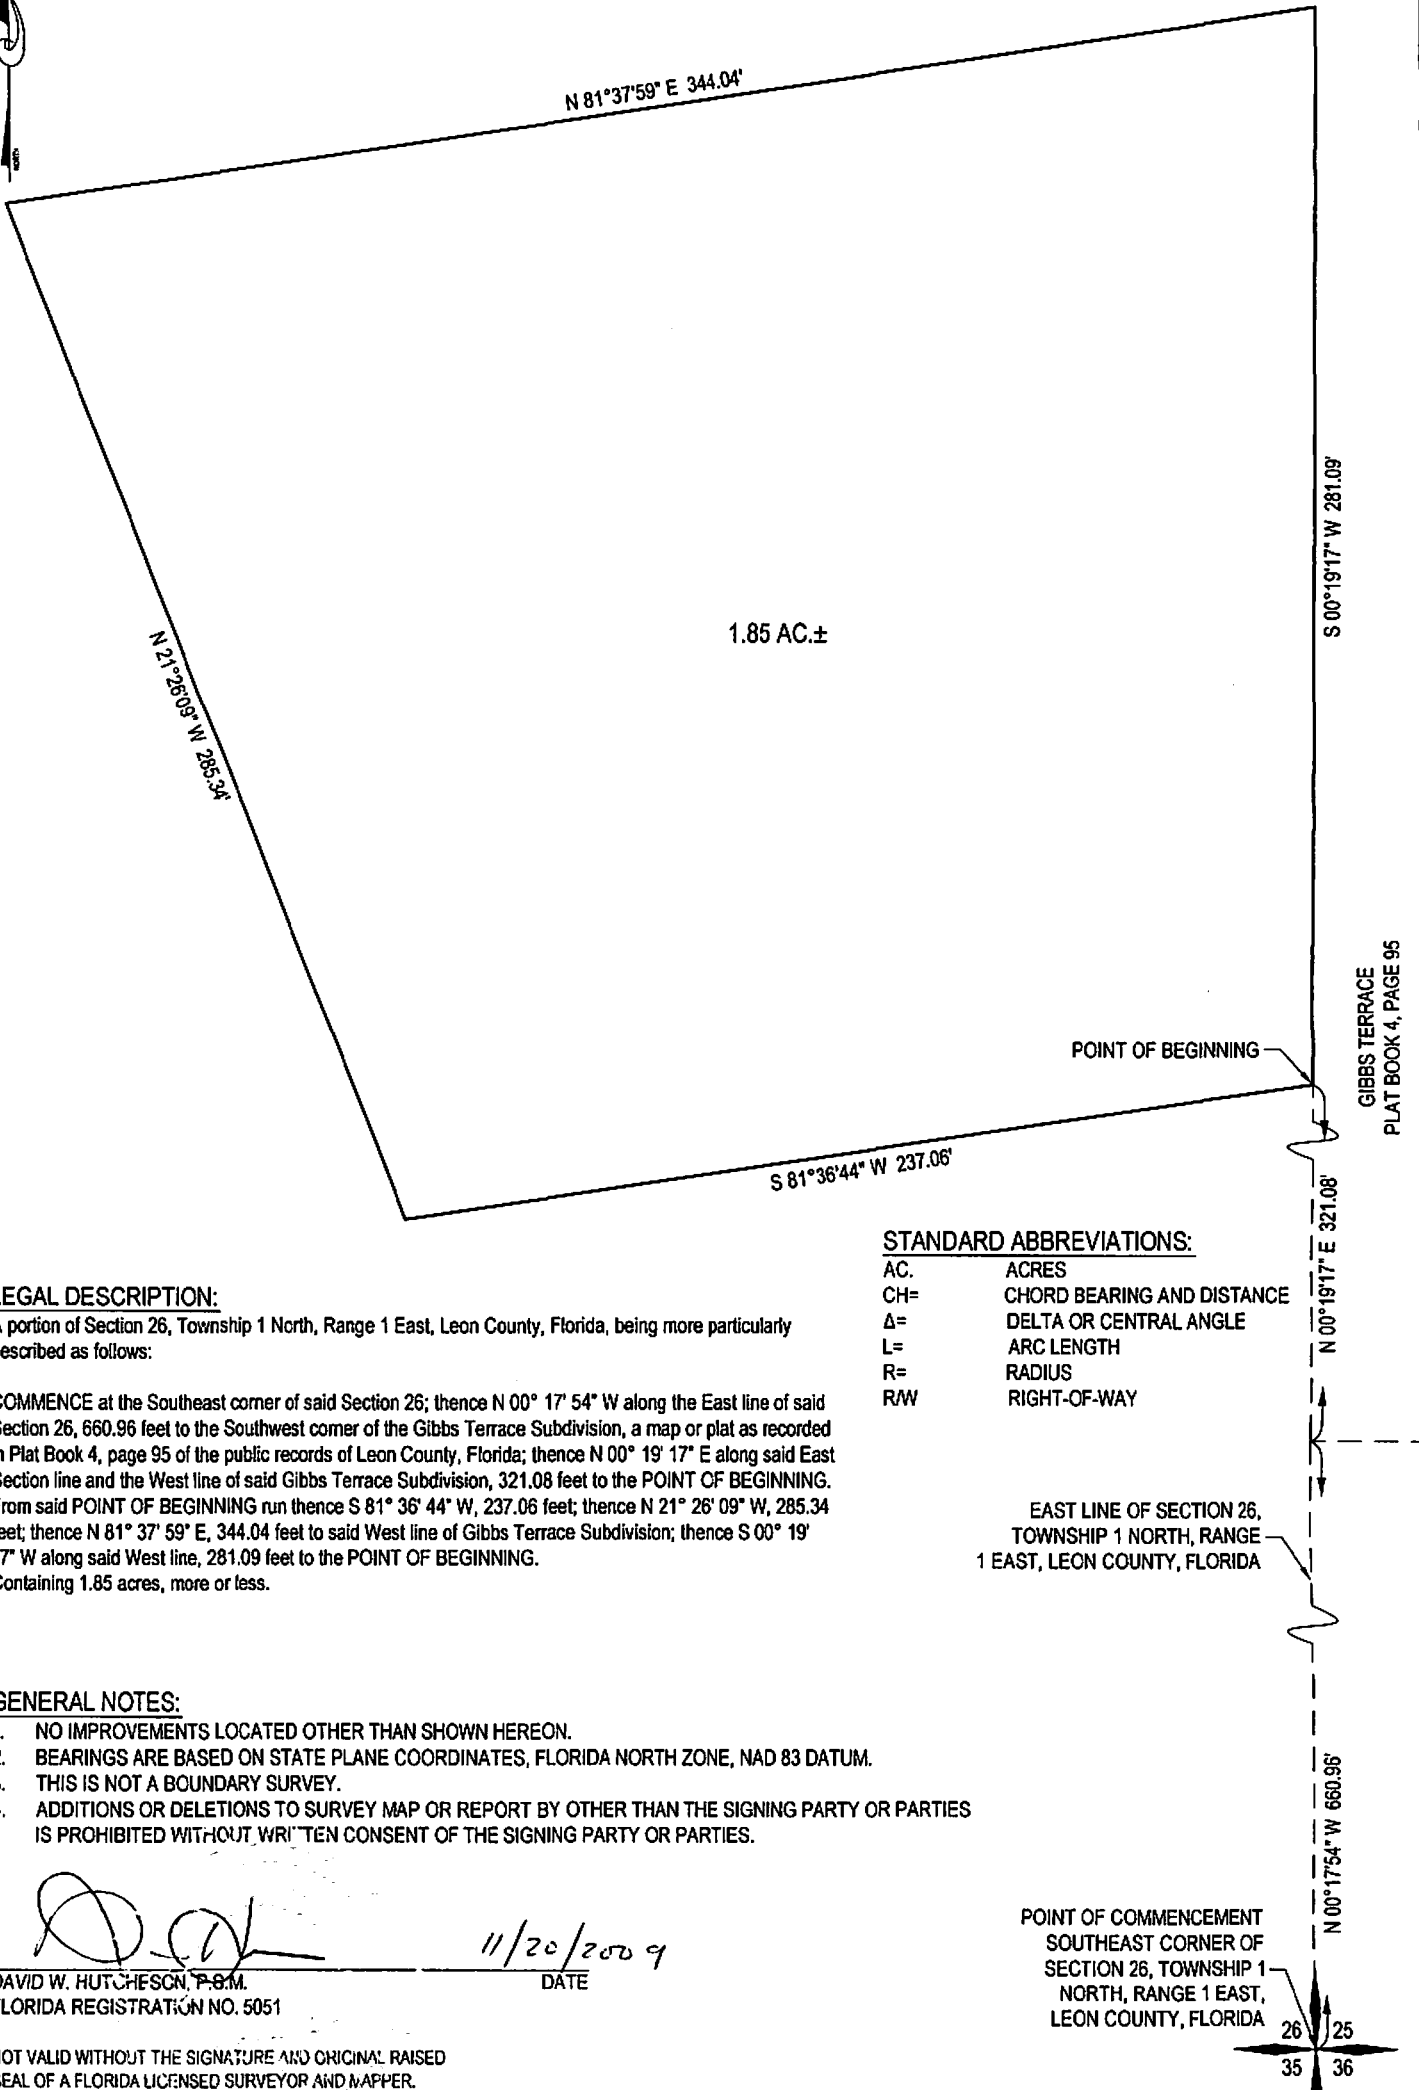 NORTH
N 81°37'59" E 344.04'
S 00°19'17" W 281.09'
1.85 AC.±
N 21°26'09" W 285.34'
GIBBS TERRACE
PLAT BOOK 4, PAGE 95
POINT OF BEGINNING
S 81°36'44" W 237.06'
N 00°19'17" E 321.08'
STANDARD ABBREVIATIONS:
AC. ACRES
CH= CHORD BEARING AND DISTANCE
Δ= DELTA OR CENTRAL ANGLE
L= ARC LENGTH
R= RADIUS
R/W RIGHT-OF-WAY
EGAL DESCRIPTION:
portion of Section 26, Township 1 North, Range 1 East, Leon County, Florida, being more particularly
escribed as follows:
COMMENCE at the Southeast corner of said Section 26; thence N 00° 17' 54" W along the East line of said
Section 26, 660.96 feet to the Southwest corner of the Gibbs Terrace Subdivision, a map or plat as recorded
n Plat Book 4, page 95 of the public records of Leon County, Florida; thence N 00° 19' 17" E along said East
Section line and the West line of said Gibbs Terrace Subdivision, 321.08 feet to the POINT OF BEGINNING.
rom said POINT OF BEGINNING run thence S 81° 36' 44" W, 237.06 feet; thence N 21° 26' 09" W, 285.34
eet; thence N 81° 37' 59" E, 344.04 feet to said West line of Gibbs Terrace Subdivision; thence S 00° 19'
7" W along said West line, 281.09 feet to the POINT OF BEGINNING.
Containing 1.85 acres, more or less.
EAST LINE OF SECTION 26,
TOWNSHIP 1 NORTH, RANGE
1 EAST, LEON COUNTY, FLORIDA
GENERAL NOTES:
NO IMPROVEMENTS LOCATED OTHER THAN SHOWN HEREON.
BEARINGS ARE BASED ON STATE PLANE COORDINATES, FLORIDA NORTH ZONE, NAD 83 DATUM.
THIS IS NOT A BOUNDARY SURVEY.
ADDITIONS OR DELETIONS TO SURVEY MAP OR REPORT BY OTHER THAN THE SIGNING PARTY OR PARTIES
IS PROHIBITED WITHOUT WRITTEN CONSENT OF THE SIGNING PARTY OR PARTIES.
N 00°17'54" W 660.96'
11/20/2009
DAVID W. HUTCHESON, P.S.M. DATE
FLORIDA REGISTRATION NO. 5051
POINT OF COMMENCEMENT
SOUTHEAST CORNER OF
SECTION 26, TOWNSHIP 1
NORTH, RANGE 1 EAST,
LEON COUNTY, FLORIDA
26 25
35 36
NOT VALID WITHOUT THE SIGNATURE AND ORIGINAL RAISED
SEAL OF A FLORIDA LICENSED SURVEYOR AND MAPPER.